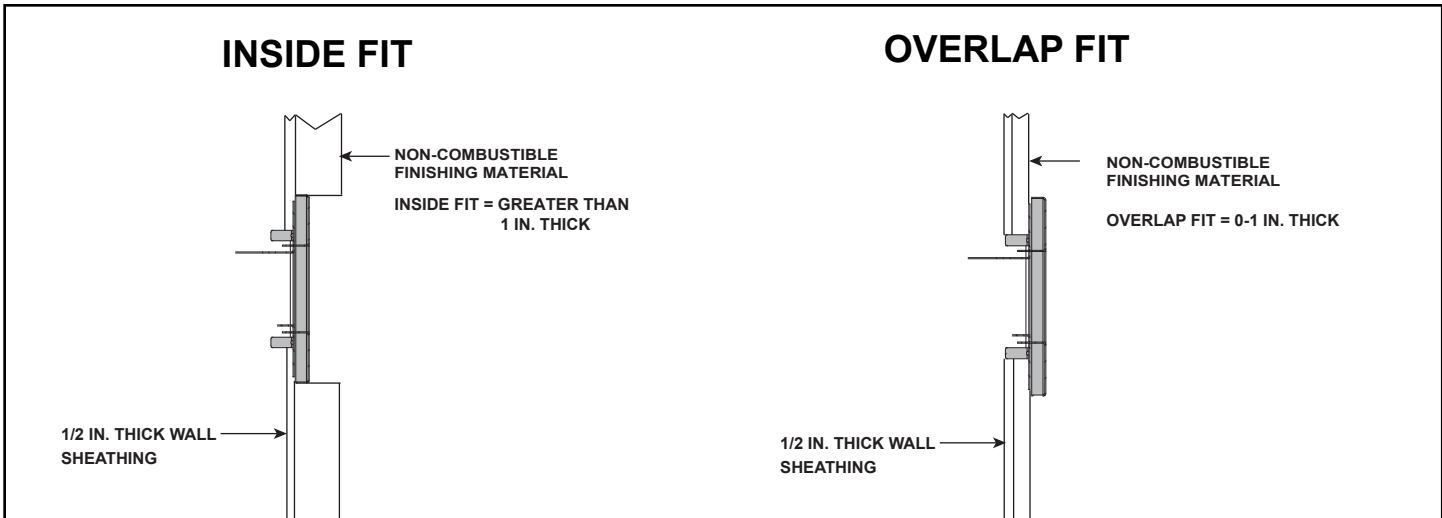 INSIDE FIT
NON-COMBUSTIBLE
FINISHING MATERIAL
INSIDE FIT = GREATER THAN
1 IN. THICK
1/2 IN. THICK WALL
SHEATHING
OVERLAP FIT
NON-COMBUSTIBLE
FINISHING MATERIAL
OVERLAP FIT = 0-1 IN. THICK
1/2 IN. THICK WALL
SHEATHING